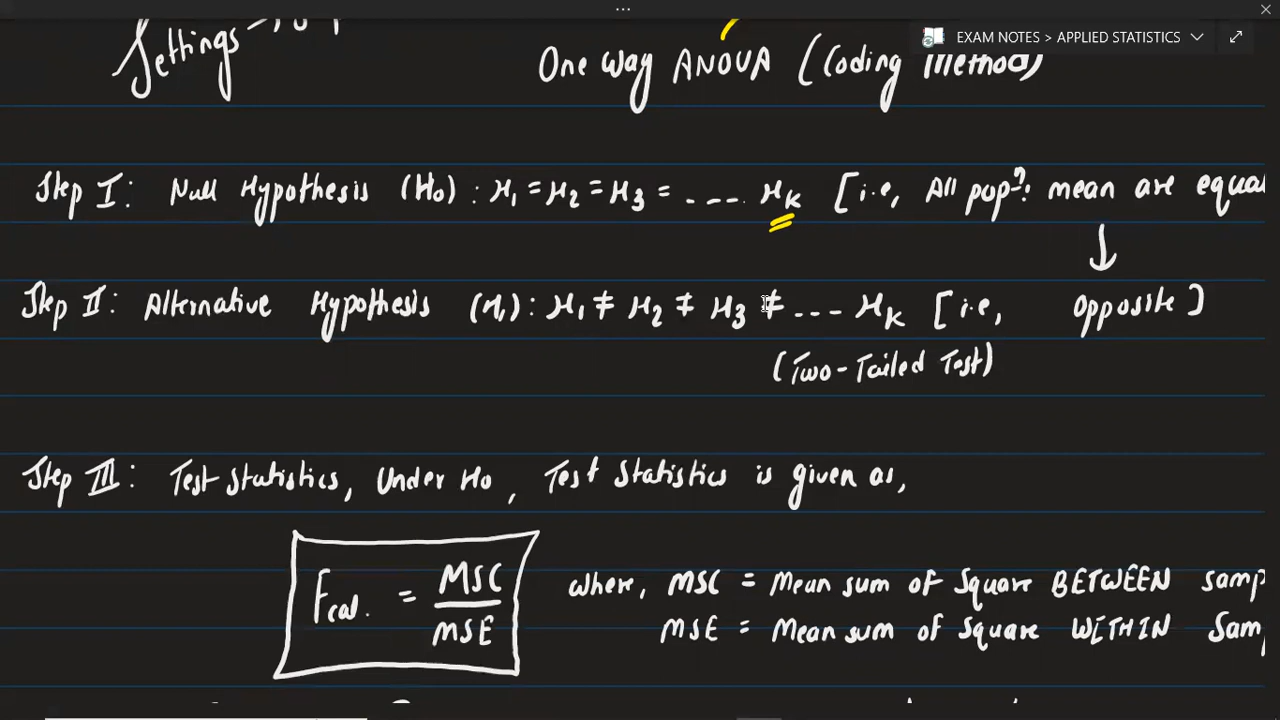 ...
EXAM NOTES > APPLIED STATISTICS
Settings
One Way ANOVA (Coding Method)
Step I: Null Hypothesis (H0) : μ1 = μ2 = μ3 = ---- μk [i.e, All popn. mean are equa
Step II: Alternative Hypothesis (H1) : μ1 ≠ μ2 ≠ μ3 ≠ --- μk [i.e, opposite]
(Two-Tailed Test)
Step III: Test Statistics, Under H0, Test Statistics is given as,
Fcal. = MSC / MSE
where, MSC = Mean sum of Square BETWEEN samp
MSE = Mean sum of Square WITHIN Sam